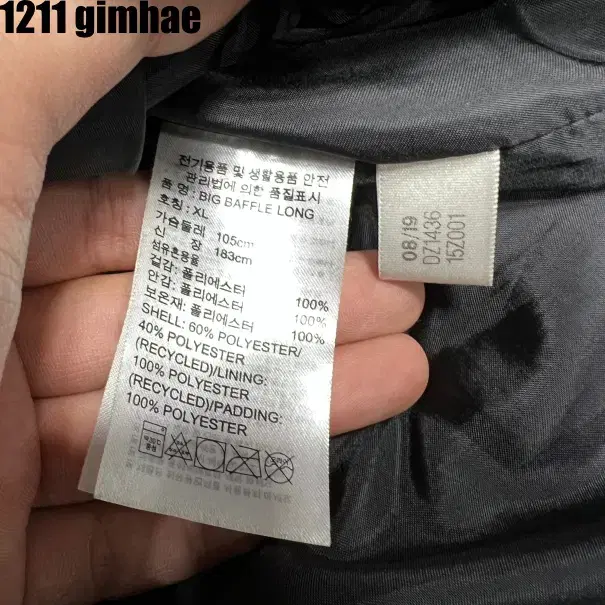 1211 gimhae
전기용품 및 생활용품 안전
관리법에 의한 품질표시
품 명 : BIG BAFFLE LONG
호칭 : XL
가슴둘레 105cm
신 장 183cm
섬유혼용율
겉감 : 폴리에스터 100%
안감 : 폴리에스터 100%
보온재 : 폴리에스터 100%
SHELL: 60% POLYESTER/
40% POLYESTER
(RECYCLED)/LINING:
100% POLYESTER
(RECYCLED)/PADDING:
100% POLYESTER
08/19
DZ1436
15Z001